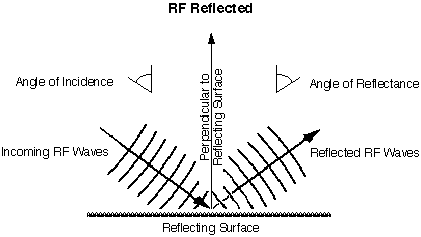 RF Reflected
Angle of Incidence
Perpendicular to
Reflecting Surface
Angle of Reflectance
Incoming RF Waves
Reflected RF Waves
Reflecting Surface